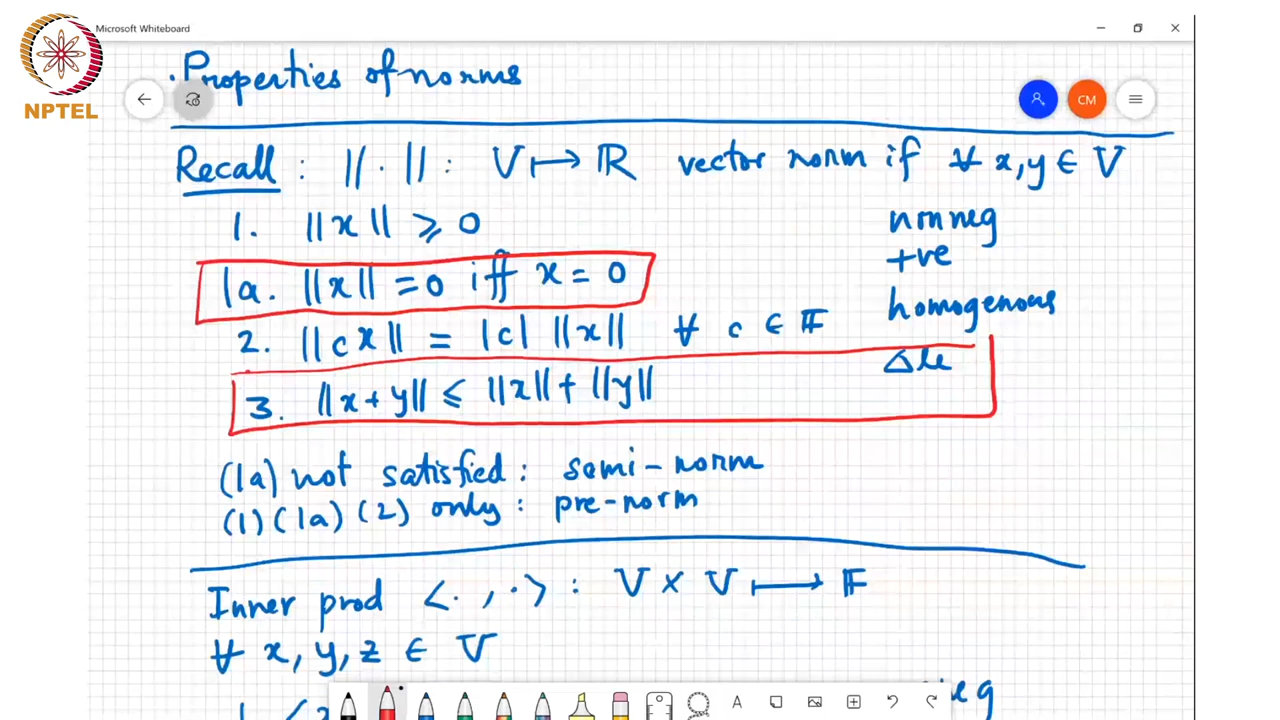 Microsoft Whiteboard
NPTEL
Properties of norms
CM
Recall : ||·|| : V ↦ ℝ vector norm if ∀ x, y ∈ V
1. ||x|| ⩾ 0 nonneg
+ve
1a. ||x|| = 0 iff x = 0
homogenous
2. ||cx|| = |c| ||x|| ∀ c ∈ 𝔽
Δle
3. ||x + y|| ⩽ ||x|| + ||y||
(1a) not satisfied : semi-norm
(1) (1a) (2) only : pre-norm
Inner prod <· , ·> : V × V ↦ 𝔽
∀ x, y, z ∈ V